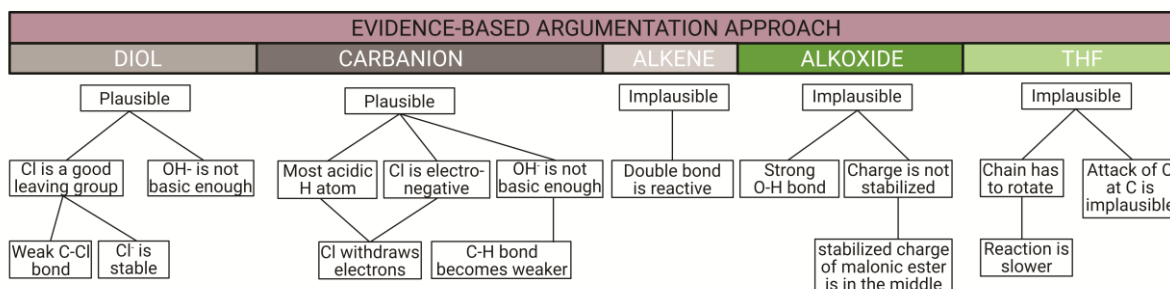 EVIDENCE-BASED ARGUMENTATION APPROACH
DIOL
CARBANION
ALKENE
ALKOXIDE
THF
Plausible
Plausible
Implausible
Implausible
Implausible
Cl is a good
leaving group
OH- is not
basic enough
Most acidic
H atom
Cl is electro-
negative
OH⁻ is not
basic enough
Double bond
is reactive
Strong
O-H bond
Charge is not
stabilized
Chain has
to rotate
Attack of C
at C is
implausible
Weak C-Cl
bond
Cl⁻ is
stable
Cl withdraws
electrons
C-H bond
becomes weaker
stabilized charge
of malonic ester
is in the middle
Reaction is
slower